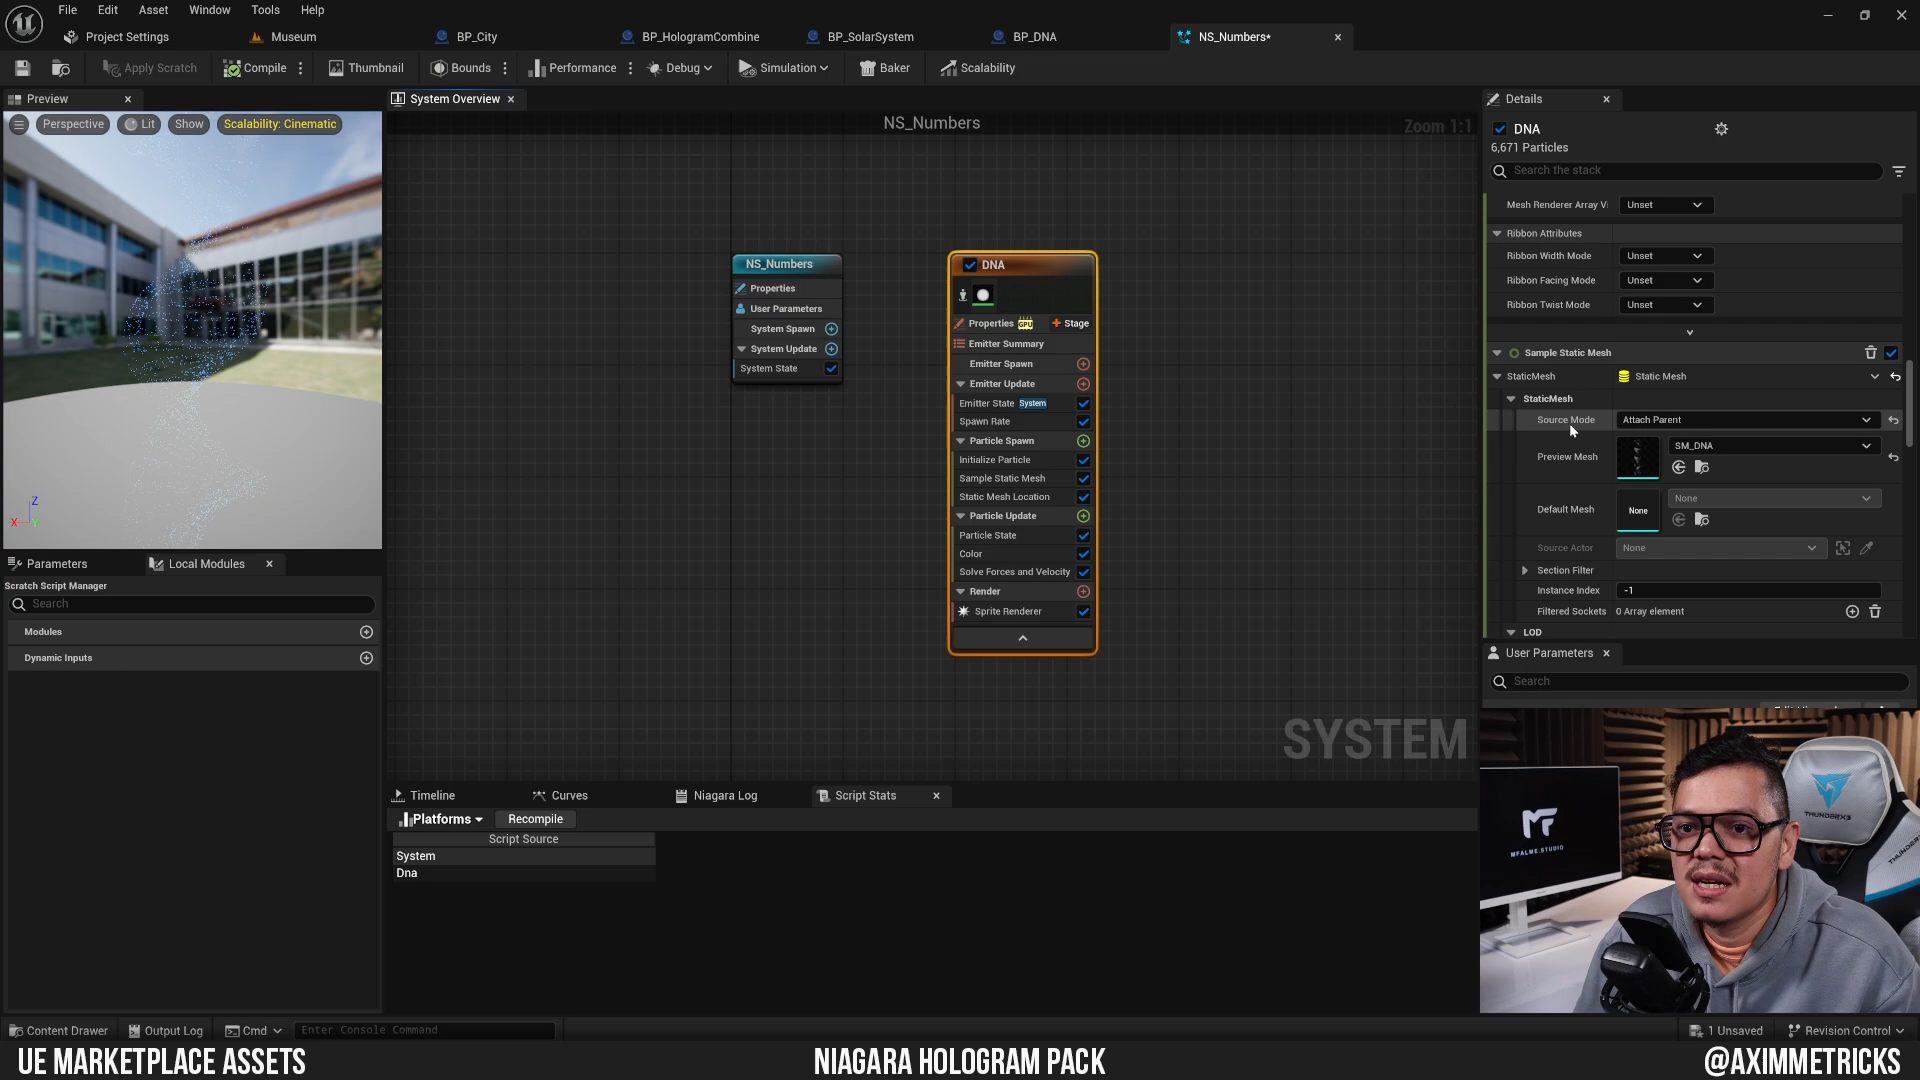 File Edit Asset Window Tools Help
Project Settings Museum BP_City BP_HologramCombine BP_SolarSystem BP_DNA NS_Numbers*
Apply Scratch Compile Thumbnail Bounds Performance Debug Simulation Baker Scalability
Preview
Perspective Lit Show Scalability: Cinematic
Z
X Y
Parameters Local Modules
Scratch Script Manager
Search
Modules
Dynamic Inputs
System Overview
NS_Numbers
Zoom 1:1
NS_Numbers
Properties
User Parameters
System Spawn
System Update
System State
DNA
Properties GPU Stage
Emitter Summary
Emitter Spawn
Emitter Update
Emitter State System
Spawn Rate
Particle Spawn
Initialize Particle
Sample Static Mesh
Static Mesh Location
Particle Update
Particle State
Color
Solve Forces and Velocity
Render
Sprite Renderer
SYSTEM
Timeline Curves Niagara Log Script Stats
Platforms Recompile
Script Source
System
Dna
Details
DNA
6,671 Particles
Search the stack
Mesh Renderer Array Vi Unset
Ribbon Attributes
Ribbon Width Mode Unset
Ribbon Facing Mode Unset
Ribbon Twist Mode Unset
Sample Static Mesh
StaticMesh Static Mesh
StaticMesh
Source Mode Attach Parent
Preview Mesh SM_DNA
Default Mesh None None
Source Actor None
Section Filter
Instance Index -1
Filtered Sockets 0 Array element
LOD
User Parameters
Search
MF
MFALME.STUDIO
THUNDERX3
Content Drawer Output Log Cmd Enter Console Command
1 Unsaved Revision Control
UE MARKETPLACE ASSETS NIAGARA HOLOGRAM PACK @AXIMMETRICKS